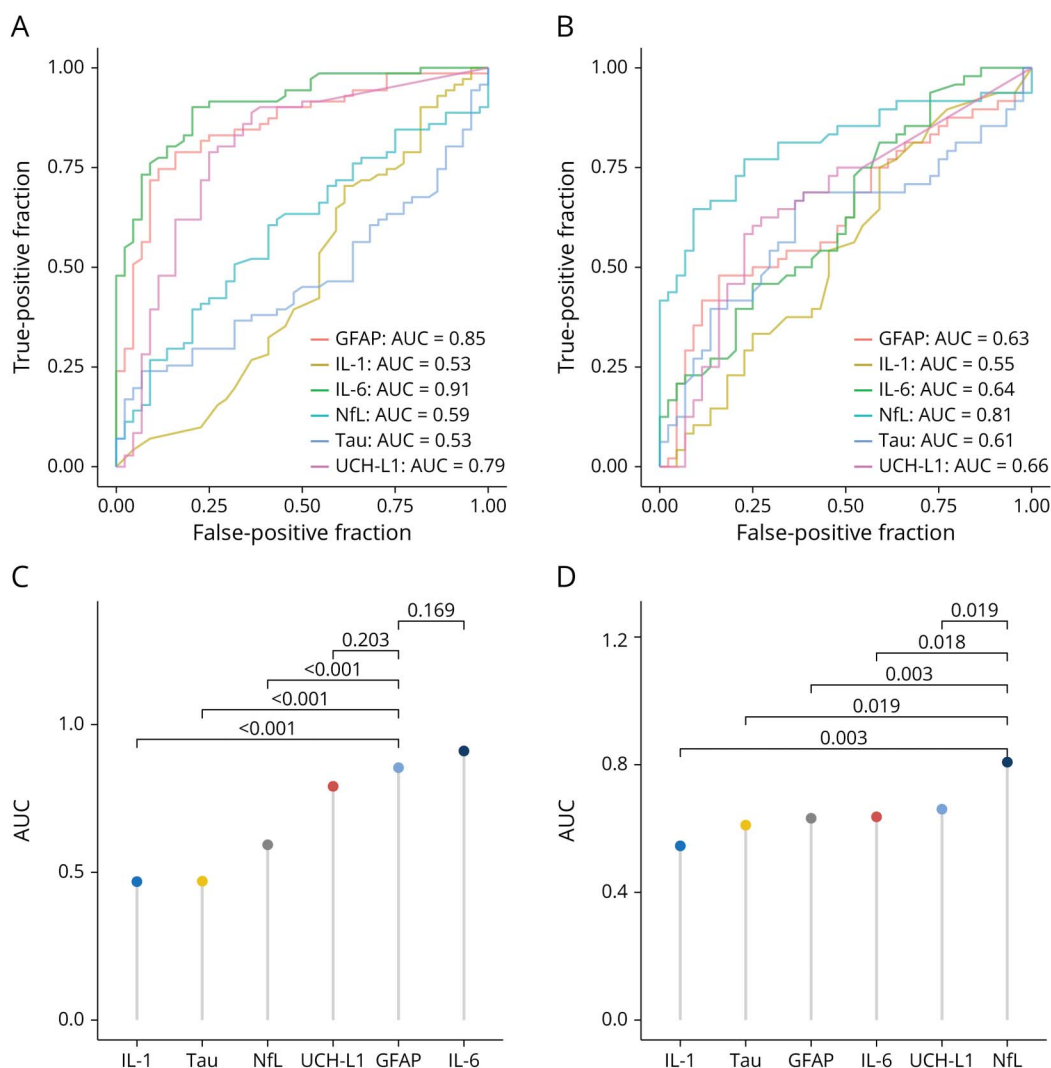 A
True-positive fraction
1.00
0.75
0.50
0.25
0.00
GFAP: AUC = 0.85
IL-1: AUC = 0.53
IL-6: AUC = 0.91
NfL: AUC = 0.59
Tau: AUC = 0.53
UCH-L1: AUC = 0.79
0.00 0.25 0.50 0.75 1.00
False-positive fraction
B
True-positive fraction
1.00
0.75
0.50
0.25
0.00
GFAP: AUC = 0.63
IL-1: AUC = 0.55
IL-6: AUC = 0.64
NfL: AUC = 0.81
Tau: AUC = 0.61
UCH-L1: AUC = 0.66
0.00 0.25 0.50 0.75 1.00
False-positive fraction
C
AUC
1.0
0.5
0.0
0.169
0.203
<0.001
<0.001
<0.001
IL-1 Tau NfL UCH-L1 GFAP IL-6
D
AUC
1.2
0.8
0.4
0.0
0.019
0.018
0.003
0.019
0.003
IL-1 Tau GFAP IL-6 UCH-L1 NfL